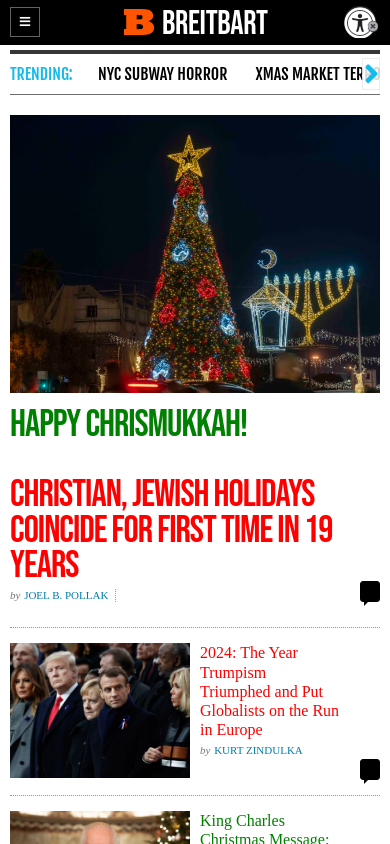 B BREITBART
TRENDING:
NYC SUBWAY HORROR
XMAS MARKET TER
HAPPY CHRISMUKKAH!
CHRISTIAN, JEWISH HOLIDAYS
COINCIDE FOR FIRST TIME IN 19
YEARS
by JOEL B. POLLAK
2024: The Year
Trumpism
Triumphed and Put
Globalists on the Run
in Europe
by KURT ZINDULKA
King Charles
Christmas Message: